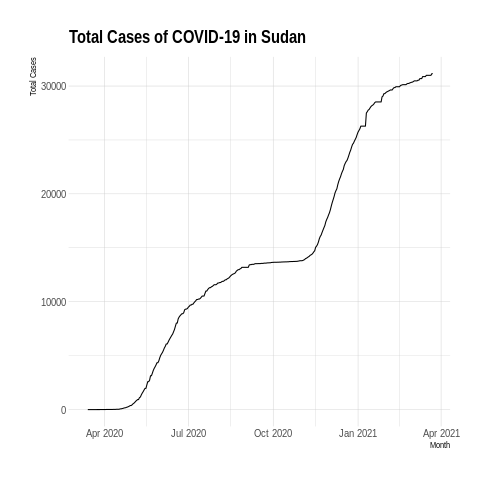 Total Cases of COVID-19 in Sudan
Total Cases
30000
20000
10000
0
Apr 2020 Jul 2020 Oct 2020 Jan 2021 Apr 2021
Month